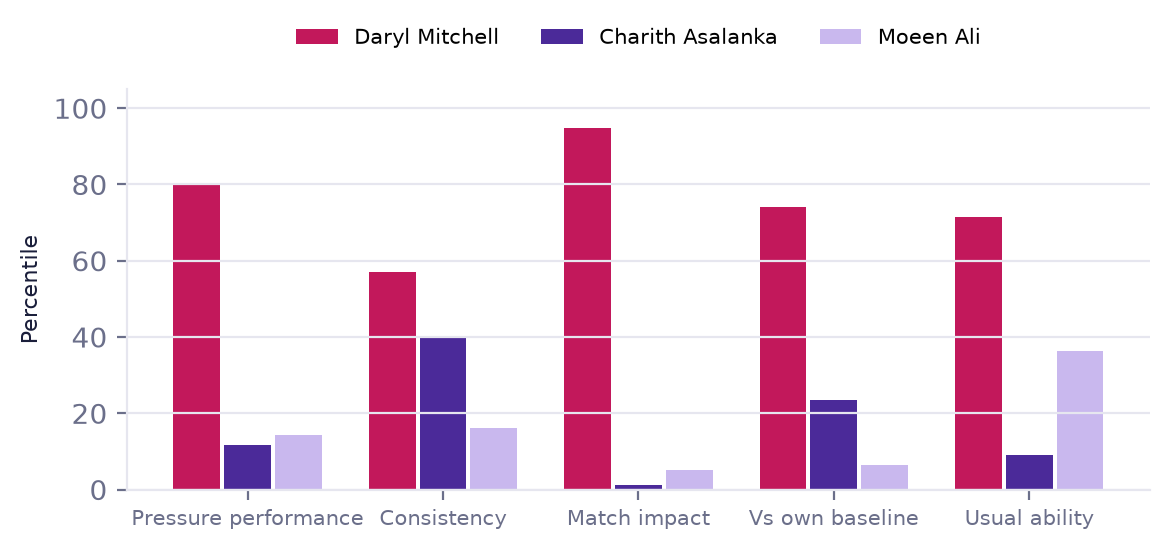 Daryl Mitchell Charith Asalanka Moeen Ali
Percentile
100
80
60
40
20
0
Pressure performance Consistency Match impact Vs own baseline Usual ability